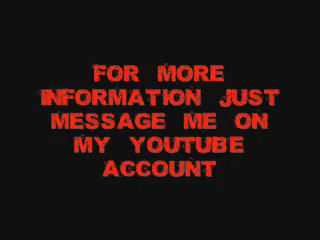 FOR MORE
INFORMATION JUST
MESSAGE ME ON
MY YOUTUBE
ACCOUNT